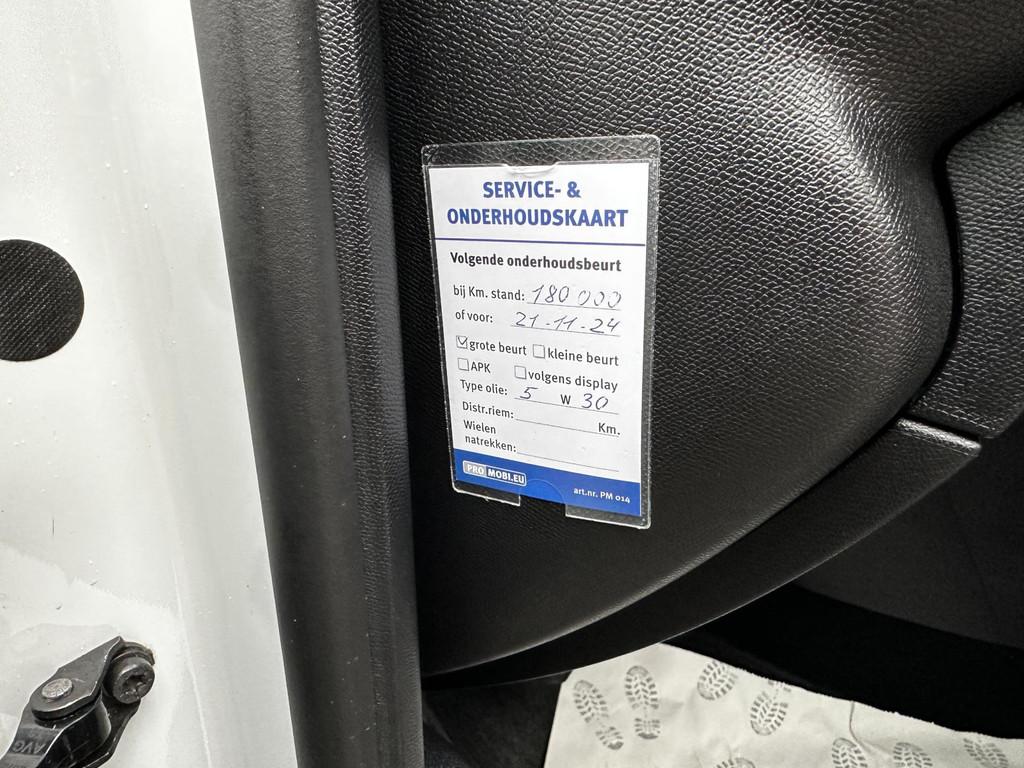 SERVICE- &
ONDERHOUDSKAART
Volgende onderhoudsbeurt
bij Km. stand: 180 000
of voor: 21-11-24
grote beurt kleine beurt
APK volgens display
Type olie: 5 W 30
Distr.riem: Km.
Wielen
natrekken:
PRO MOBI.EU art.nr. PM 014
AVG